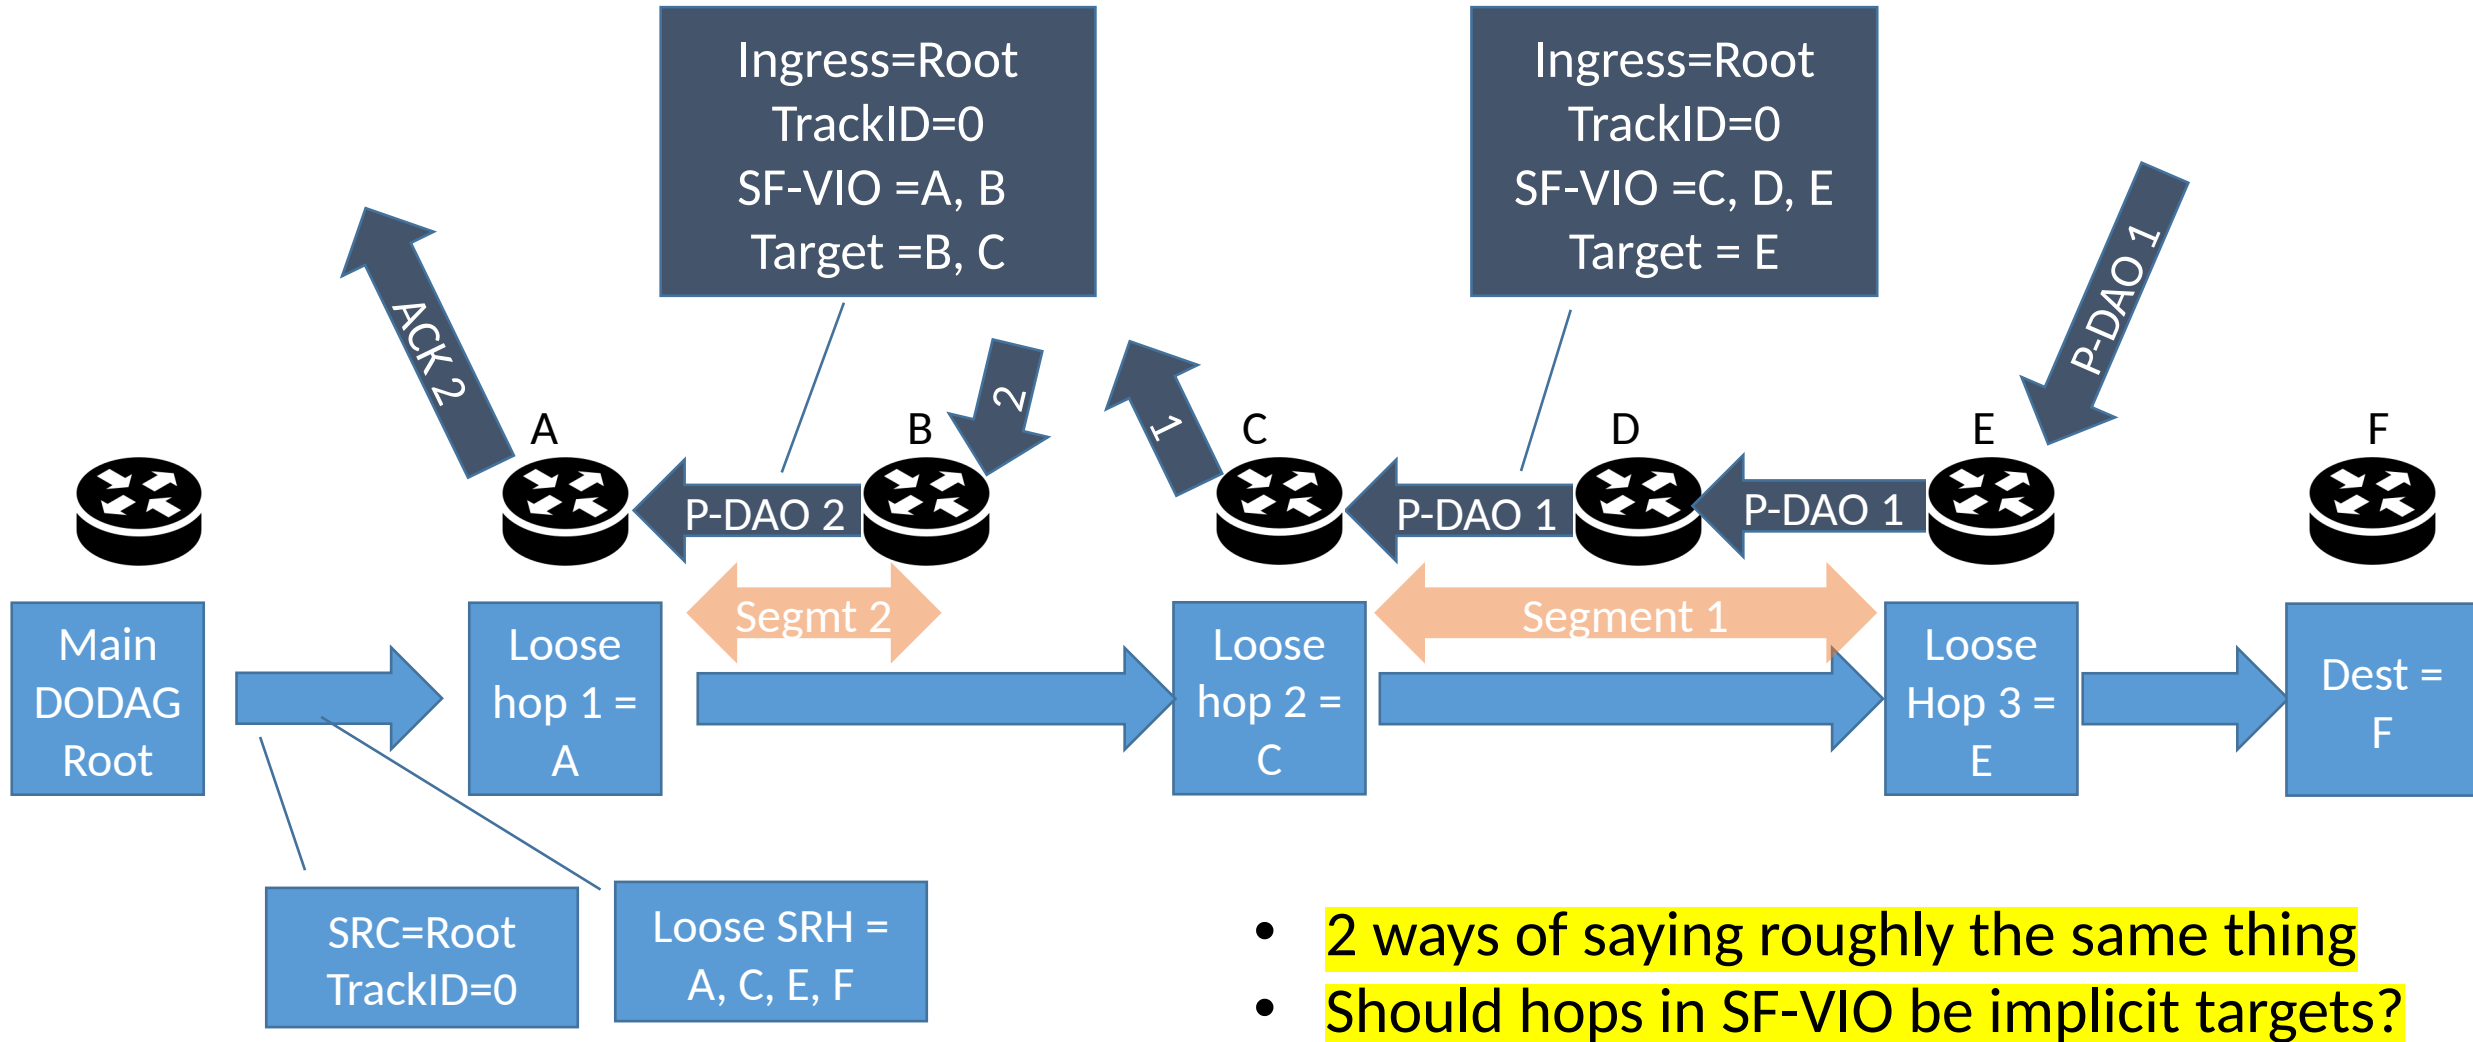 Ingress=Root
TrackID=0
SF-VIO =A, B
Target =B, C
Ingress=Root
TrackID=0
SF-VIO =C, D, E
Target = E
ACK 2
2
1
P-DAO 1
A
B
C
D
E
F
P-DAO 2
P-DAO 1
P-DAO 1
Segmt 2
Segment 1
Main
DODAG
Root
Loose
hop 1 =
A
Loose
hop 2 =
C
Loose
Hop 3 =
E
Dest =
F
SRC=Root
TrackID=0
Loose SRH =
A, C, E, F
• 2 ways of saying roughly the same thing
• Should hops in SF-VIO be implicit targets?